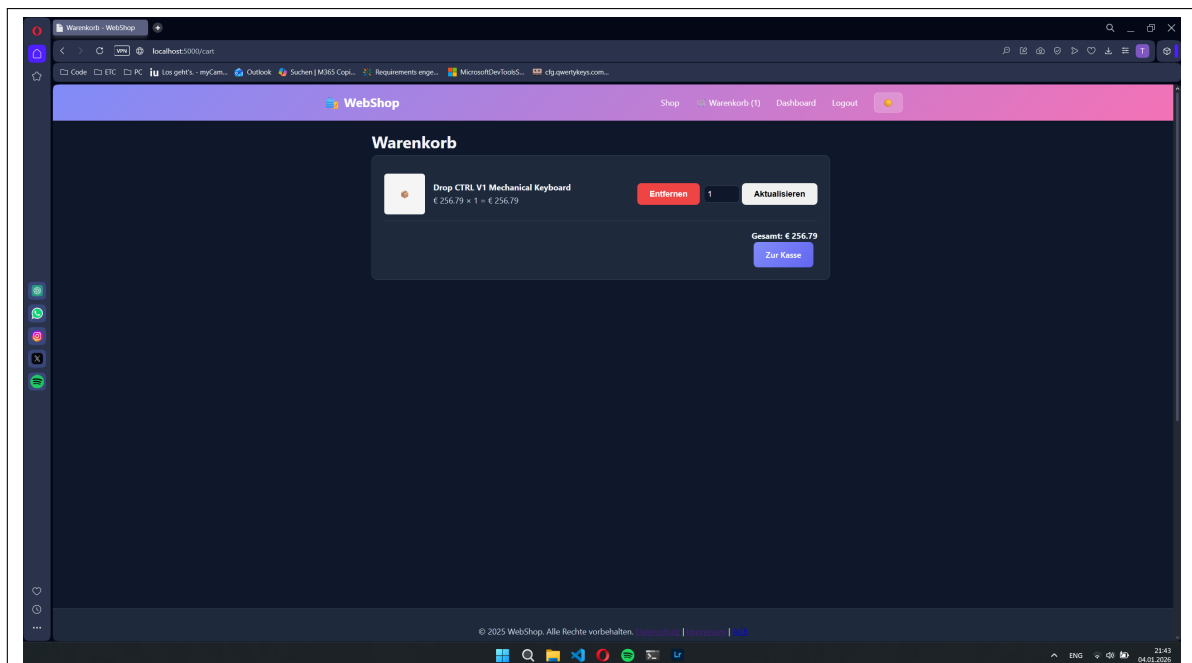 Warenkorb - WebShop
VPN localhost:5000/cart
T
Code ETC PC iu Los geht's. - myCam... Outlook Suchen | M365 Copi... Requirements enge... MicrosoftDevToolsS... cfg.qwertykeys.com...
WebShop Shop Warenkorb (1) Dashboard Logout
Warenkorb
Drop CTRL V1 Mechanical Keyboard
€ 256.79 × 1 = € 256.79
Entfernen 1 Aktualisieren
Gesamt: € 256.79
Zur Kasse
© 2025 WebShop. Alle Rechte vorbehalten. | |
Lr
ENG 21:43
04.01.2026